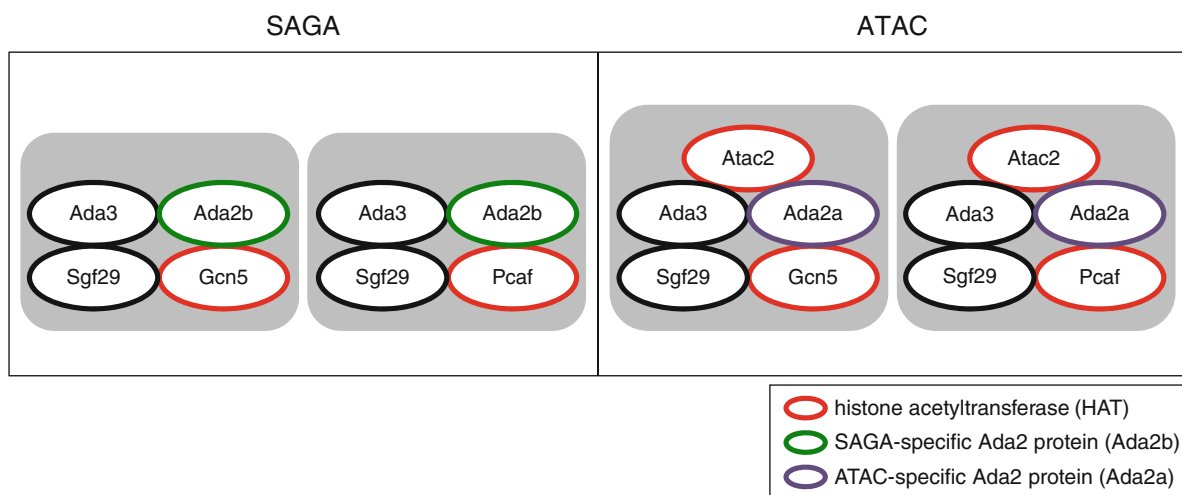 SAGA
ATAC
Atac2
Atac2
Ada3 Ada2b Ada3 Ada2b Ada3 Ada2a Ada3 Ada2a
Sgf29 Gcn5 Sgf29 Pcaf Sgf29 Gcn5 Sgf29 Pcaf
histone acetyltransferase (HAT)
SAGA-specific Ada2 protein (Ada2b)
ATAC-specific Ada2 protein (Ada2a)